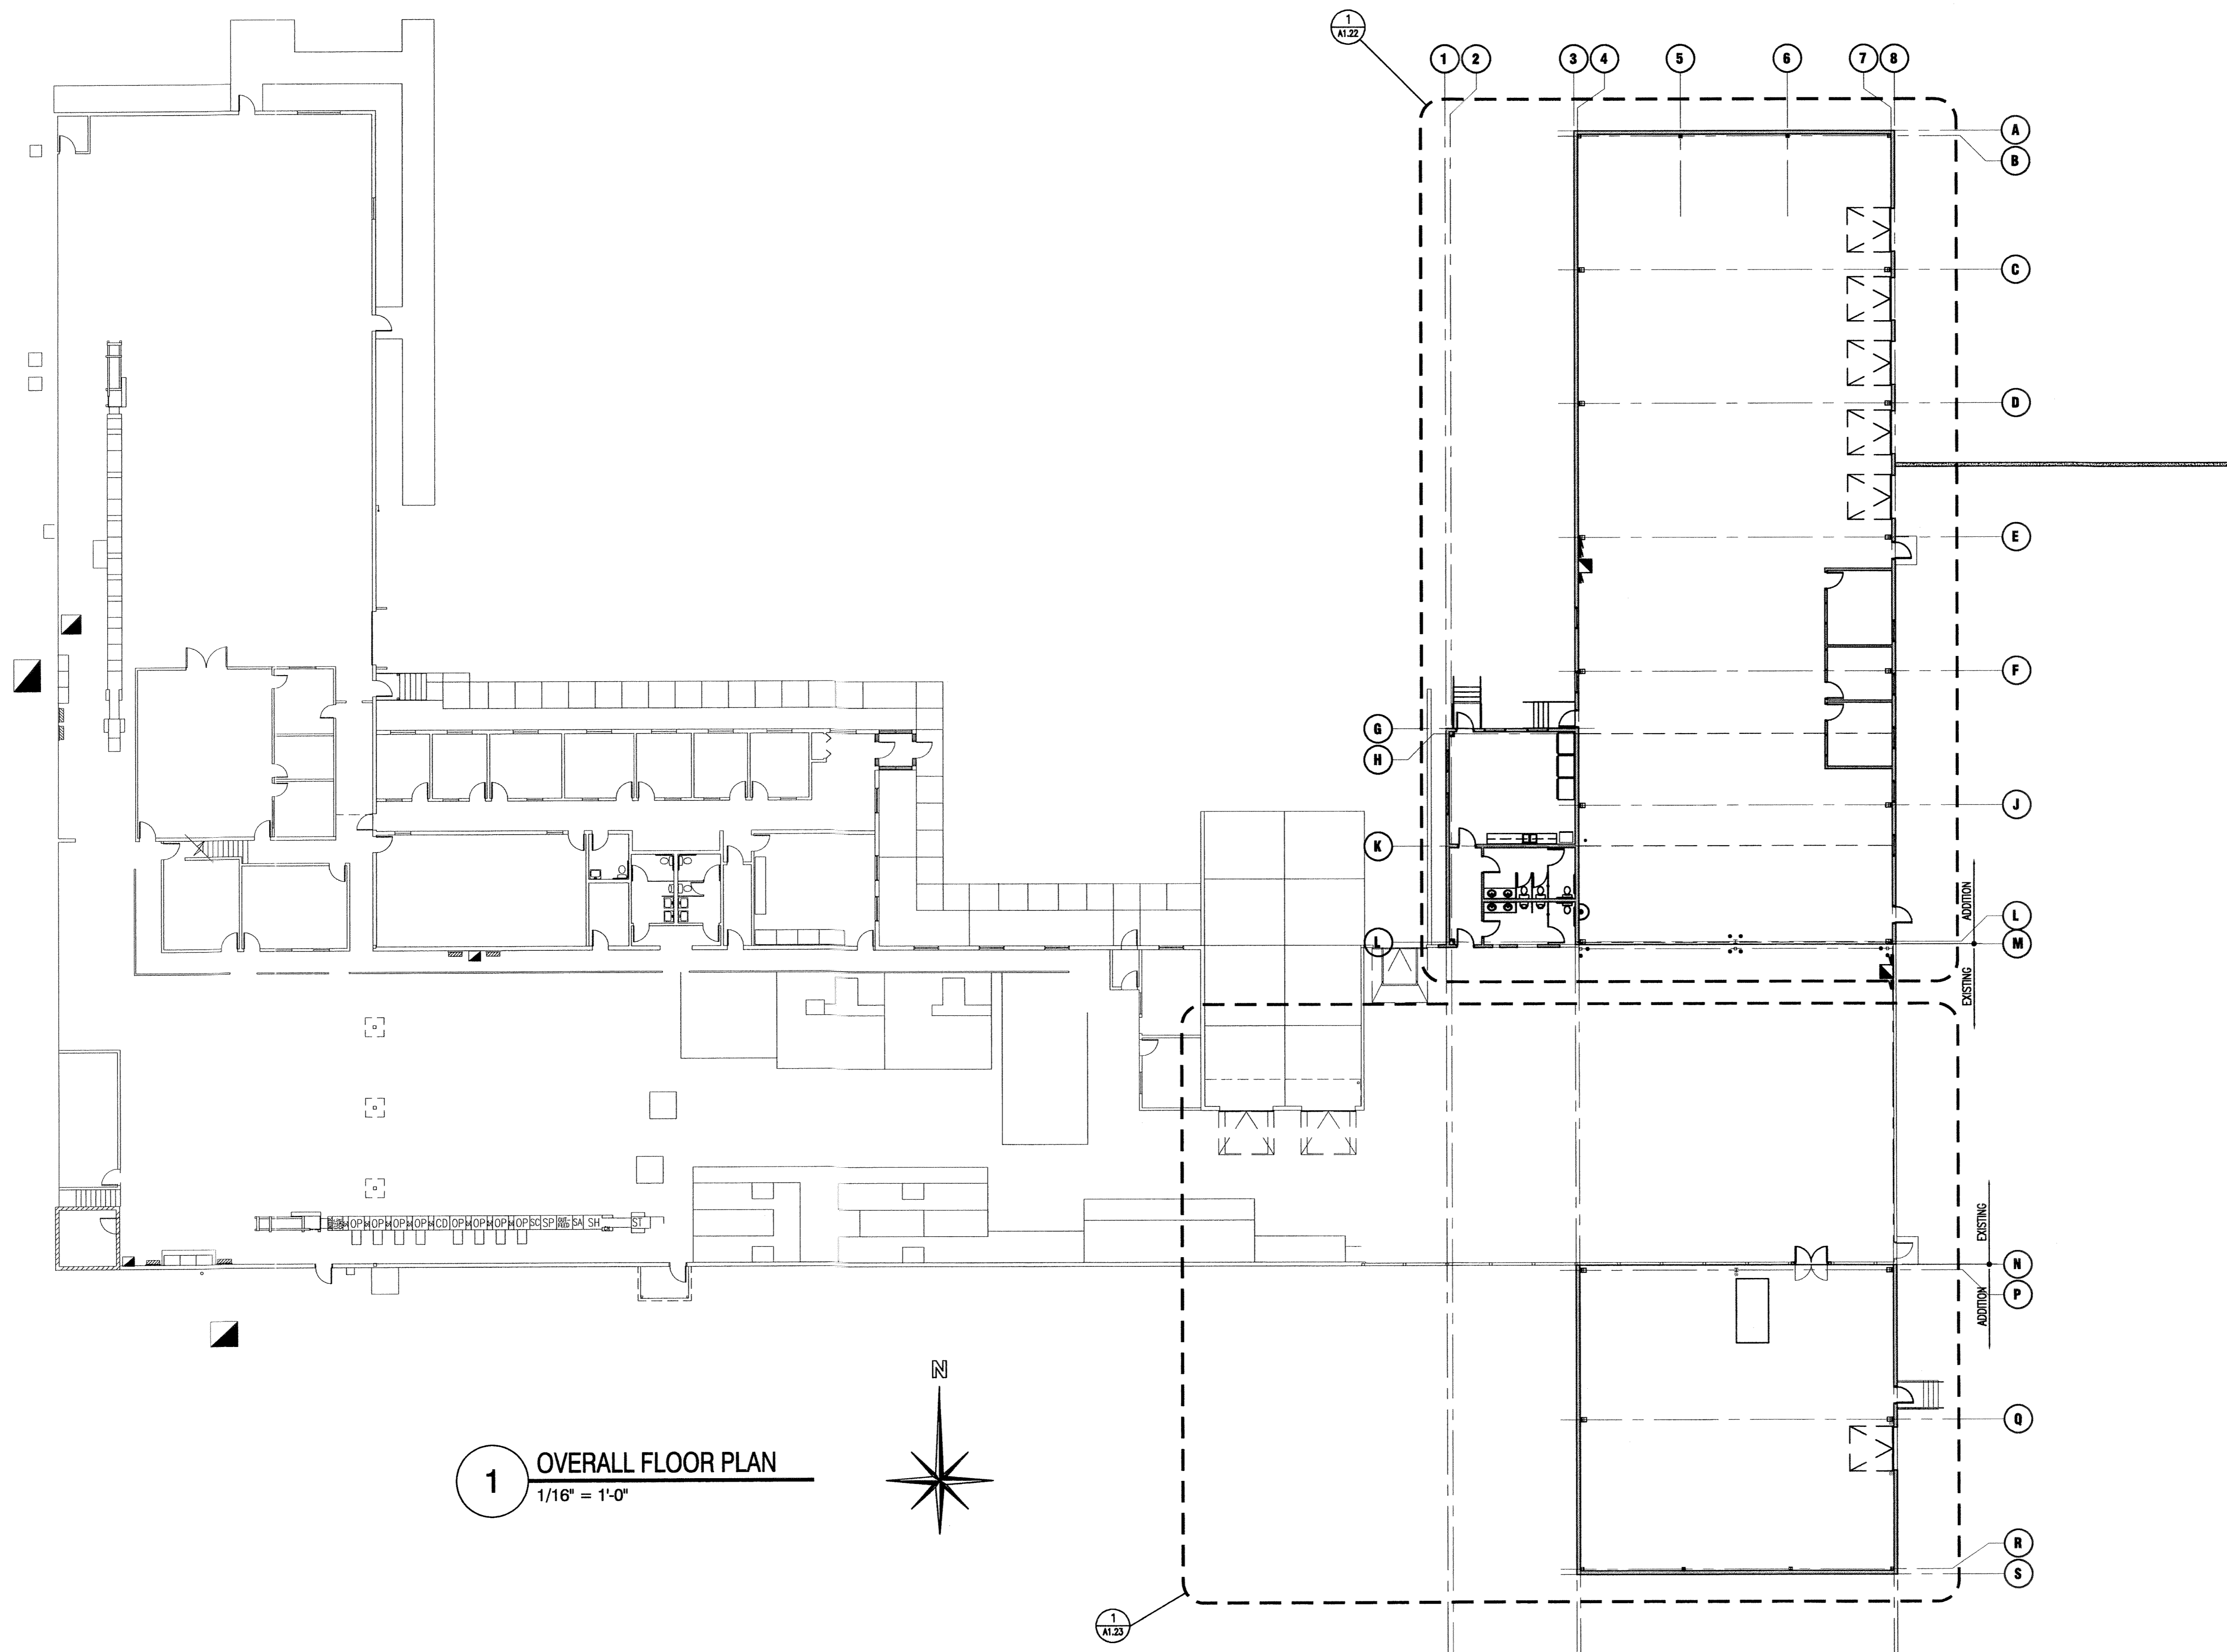 1
A1.22
1 2 3 4 5 6 7 8
A
B
C
D
E
F
G
H
J
K
ADDITION
L
L
M
EXISTING
EXISTING
OP OP OP OP CD OP OP OP OP SC SP SA SH ST
N
P
ADDITION
N
Q
1
OVERALL FLOOR PLAN
1/16" = 1'-0"
R
S
1
A1.23